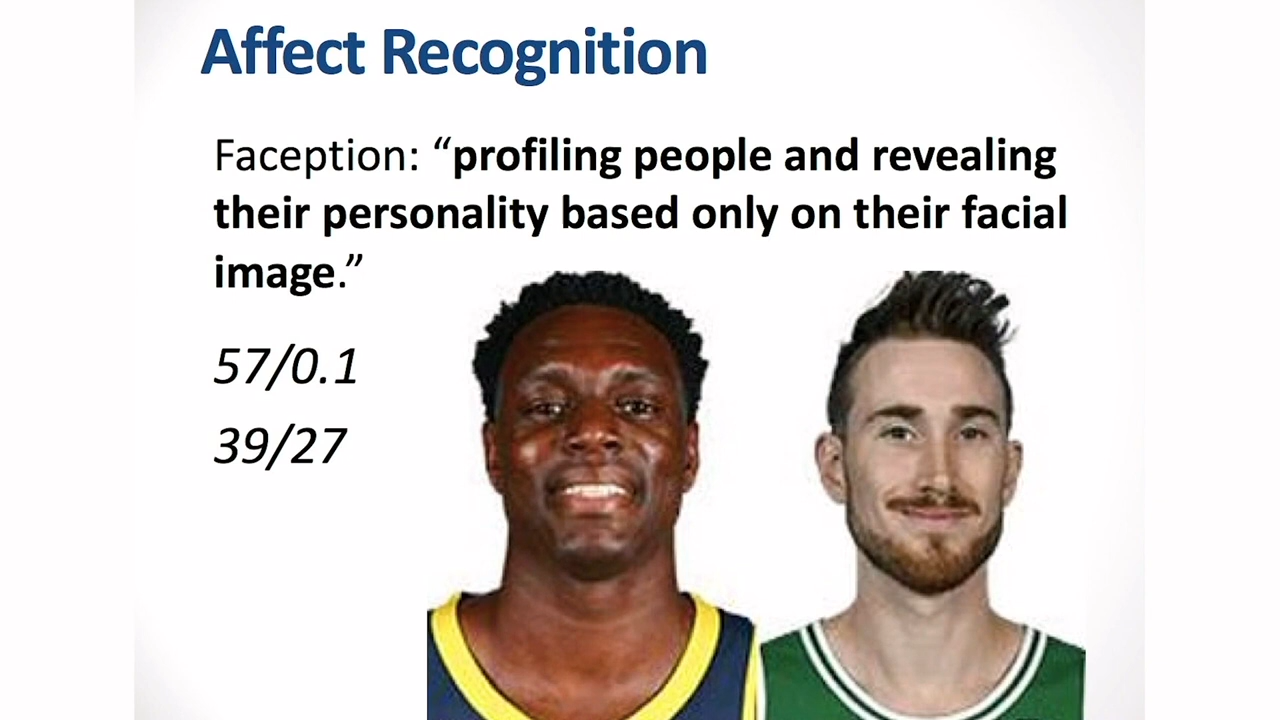 Affect Recognition
Faception: “profiling people and revealing
their personality based only on their facial
image.”
57/0.1
39/27